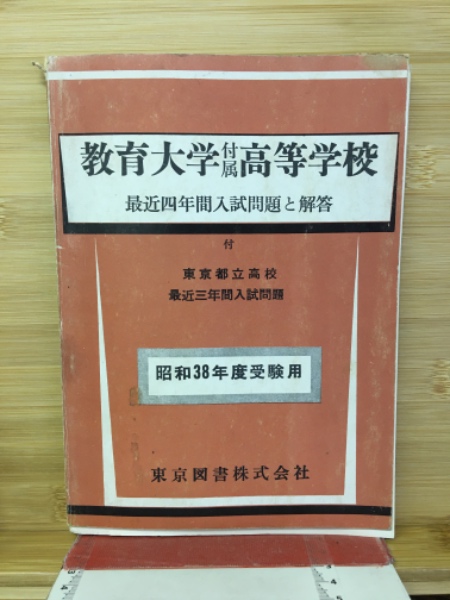 教育大学付属高等学校
最近四年間入試問題と解答
付
東京都立高校
最近三年間入試問題
昭和38年度受験用
東京図書株式会社